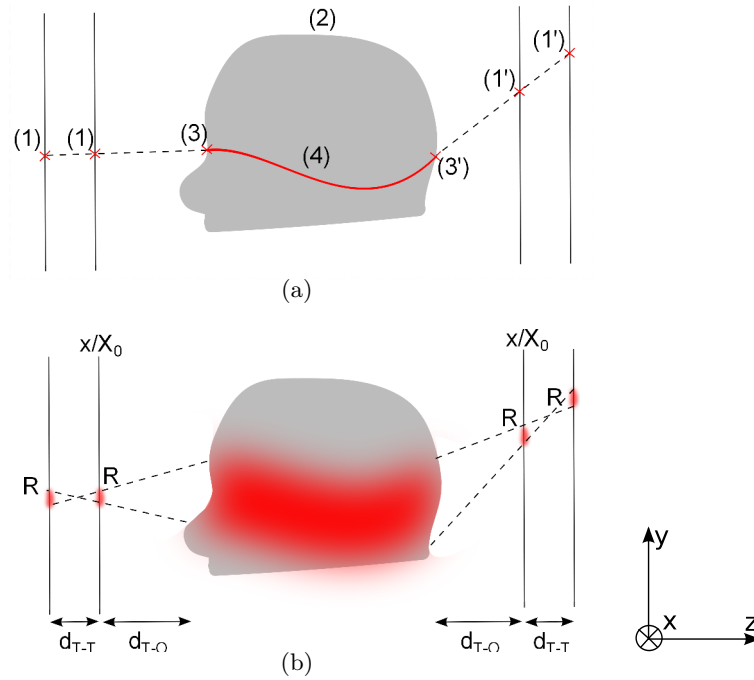 (2)
(1')
(1')
(1) (1) (3)
(4)
(3')
(a)
x/X0 x/X0
R R
R R
y
x
z
dT-T dT-O dT-O dT-T
(b)